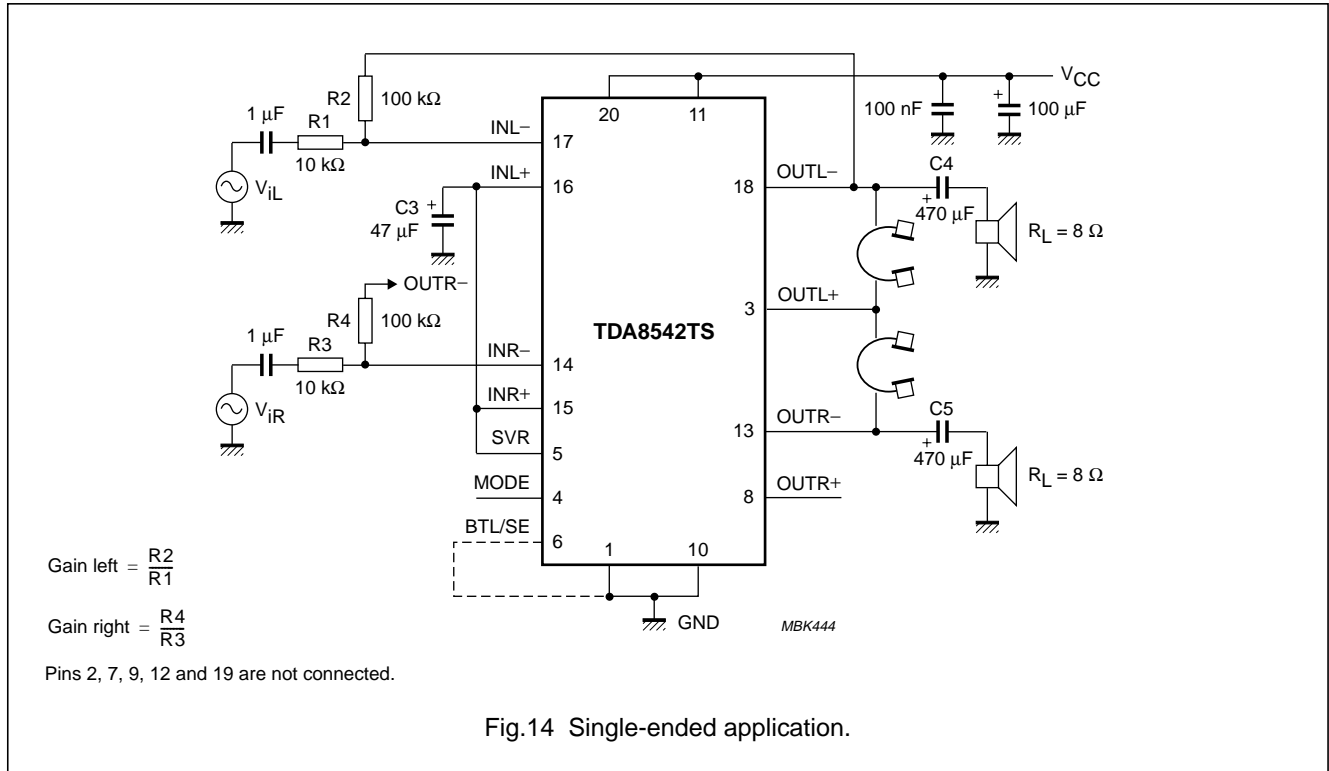 VCC
R2
100 kΩ
20
11
100 nF
+
100 μF
1 μF
R1
INL−
17
10 kΩ
INL+
16
ViL
C3
+
47 μF
OUTL−
18
C4
+
470 μF
RL = 8 Ω
OUTR−
R4
100 kΩ
OUTL+
3
TDA8542TS
1 μF
R3
INR−
14
10 kΩ
INR+
15
ViR
SVR
5
OUTR−
13
C5
+
470 μF
RL = 8 Ω
MODE
4
OUTR+
8
BTL/SE
6
1
10
GND
MBK444
Gain left = R2
R1
Gain right = R4
R3
Pins 2, 7, 9, 12 and 19 are not connected.
Fig.14 Single-ended application.